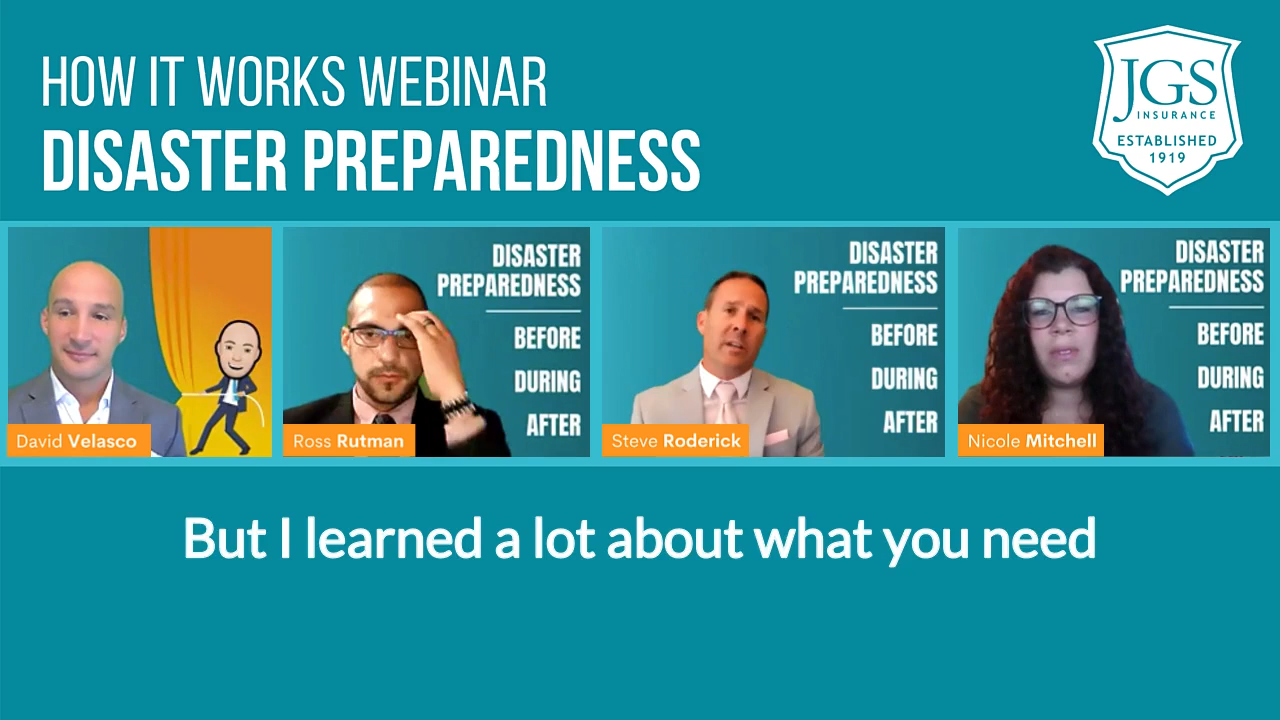 HOW IT WORKS WEBINAR
DISASTER PREPAREDNESS
JGS
INSURANCE
ESTABLISHED
1919
David Velasco
DISASTER
PREPAREDNESS
BEFORE
DURING
AFTER
Ross Rutman
DISASTER
PREPAREDNESS
BEFORE
DURING
AFTER
Steve Roderick
DISASTER
PREPAREDNESS
BEFORE
DURING
AFTER
Nicole Mitchell
But I learned a lot about what you need